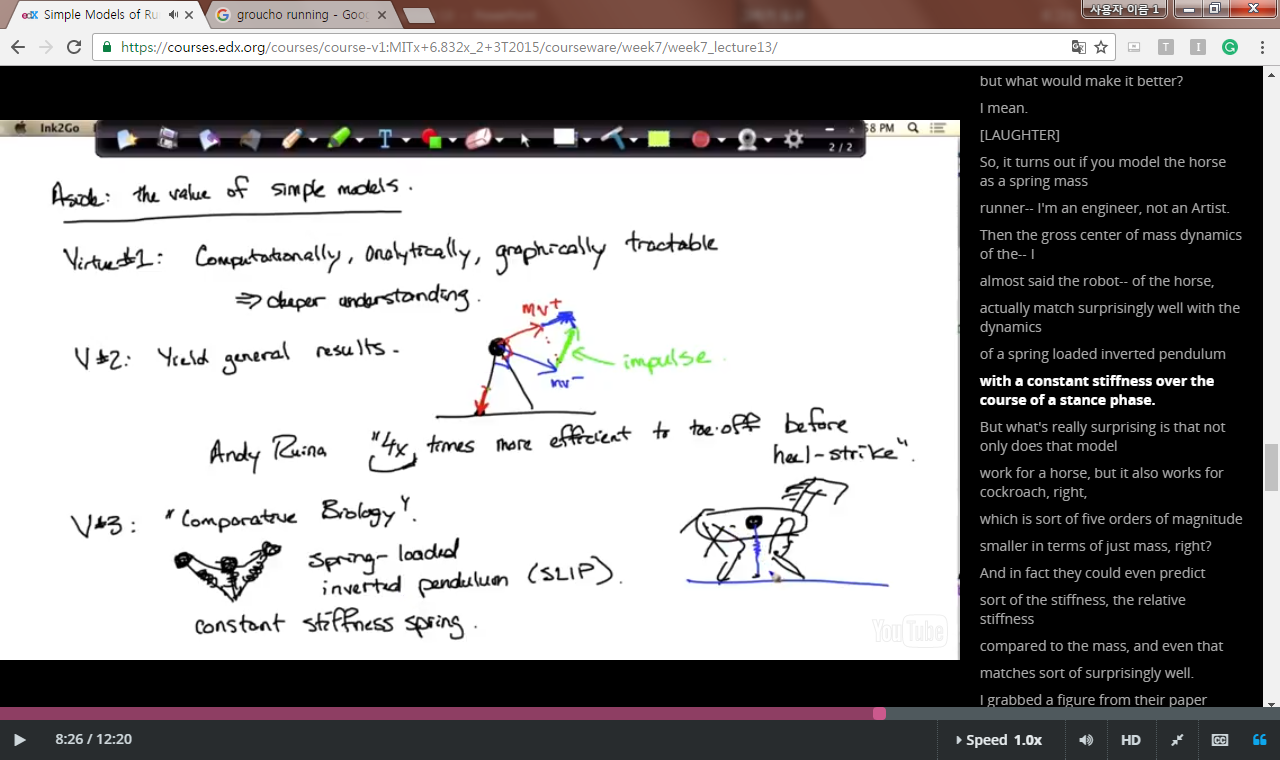 Simple Models of Ru
groucho running - Goo
사용자 이름 1
https://courses.edx.org/courses/course-v1:MITx+6.832x_2+3T2015/courseware/week7/week7_lecture13/
Ink2Go
:58 PM
2 / 2
Aside: the value of simple models.
Virtue #1: Computationally, analytically, graphically tractable
⇒ deeper understanding.
mv+
V #2: Yield general results.
impulse
mv-
Andy Ruina "4x times more efficient to toe-off before
heel-strike".
V #3: "Comparative Biology".
spring-loaded
inverted pendulum (SLIP).
constant stiffness spring.
YouTube
but what would make it better?
I mean.
[LAUGHTER]
So, it turns out if you model the horse
as a spring mass
runner-- I'm an engineer, not an Artist.
Then the gross center of mass dynamics
of the-- I
almost said the robot-- of the horse,
actually match surprisingly well with the
dynamics
of a spring loaded inverted pendulum
with a constant stiffness over the
course of a stance phase.
But what's really surprising is that not
only does that model
work for a horse, but it also works for
cockroach, right,
which is sort of five orders of magnitude
smaller in terms of just mass, right?
And in fact they could even predict
sort of the stiffness, the relative
stiffness
compared to the mass, and even that
matches sort of surprisingly well.
I grabbed a figure from their paper
8:26 / 12:20
Speed 1.0x
HD
CC